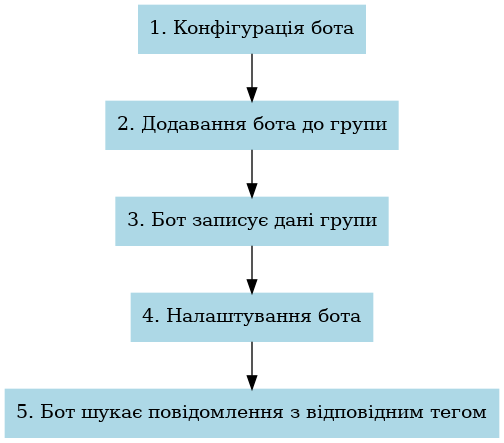 1. Конфігурація бота
2. Додавання бота до групи
3. Бот записує дані групи
4. Налаштування бота
5. Бот шукає повідомлення з відповідним тегом